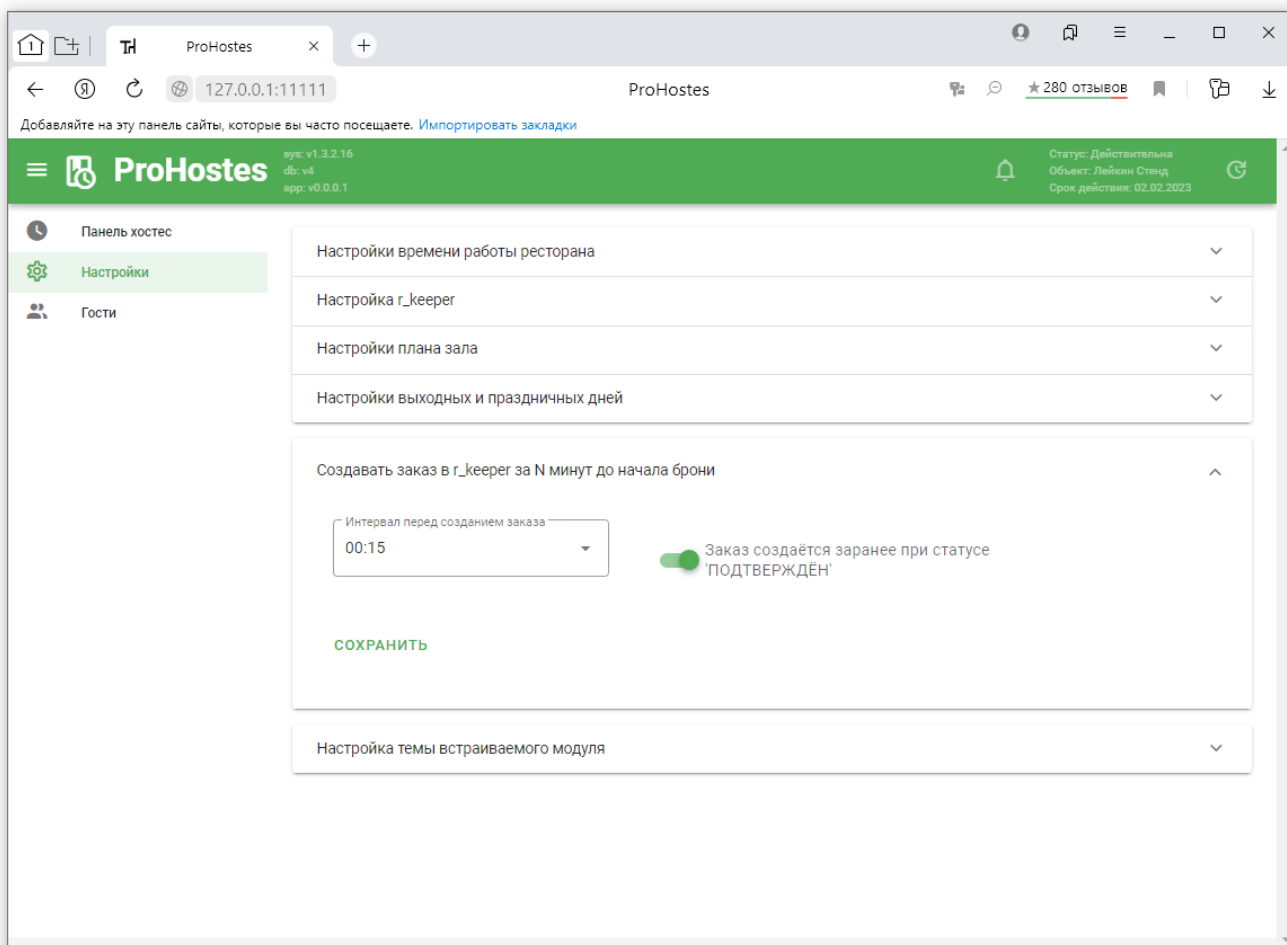 1
ProHostes
127.0.0.1:11111
ProHostes
★ 280 отзывов
Добавляйте на эту панель сайты, которые вы часто посещаете. Импортировать закладки
ProHostes
sys: v1.3.2.16
db: v4
app: v0.0.0.1
Статус: Действительна
Объект: Лейкин Стенд
Срок действия: 02.02.2023
Панель хостес
Настройки
Гости
Настройки времени работы ресторана
Настройка r_keeper
Настройки плана зала
Настройки выходных и праздничных дней
Создавать заказ в r_keeper за N минут до начала брони
Интервал перед созданием заказа
00:15
Заказ создаётся заранее при статусе
'ПОДТВЕРЖДЁН'
СОХРАНИТЬ
Настройка темы встраиваемого модуля